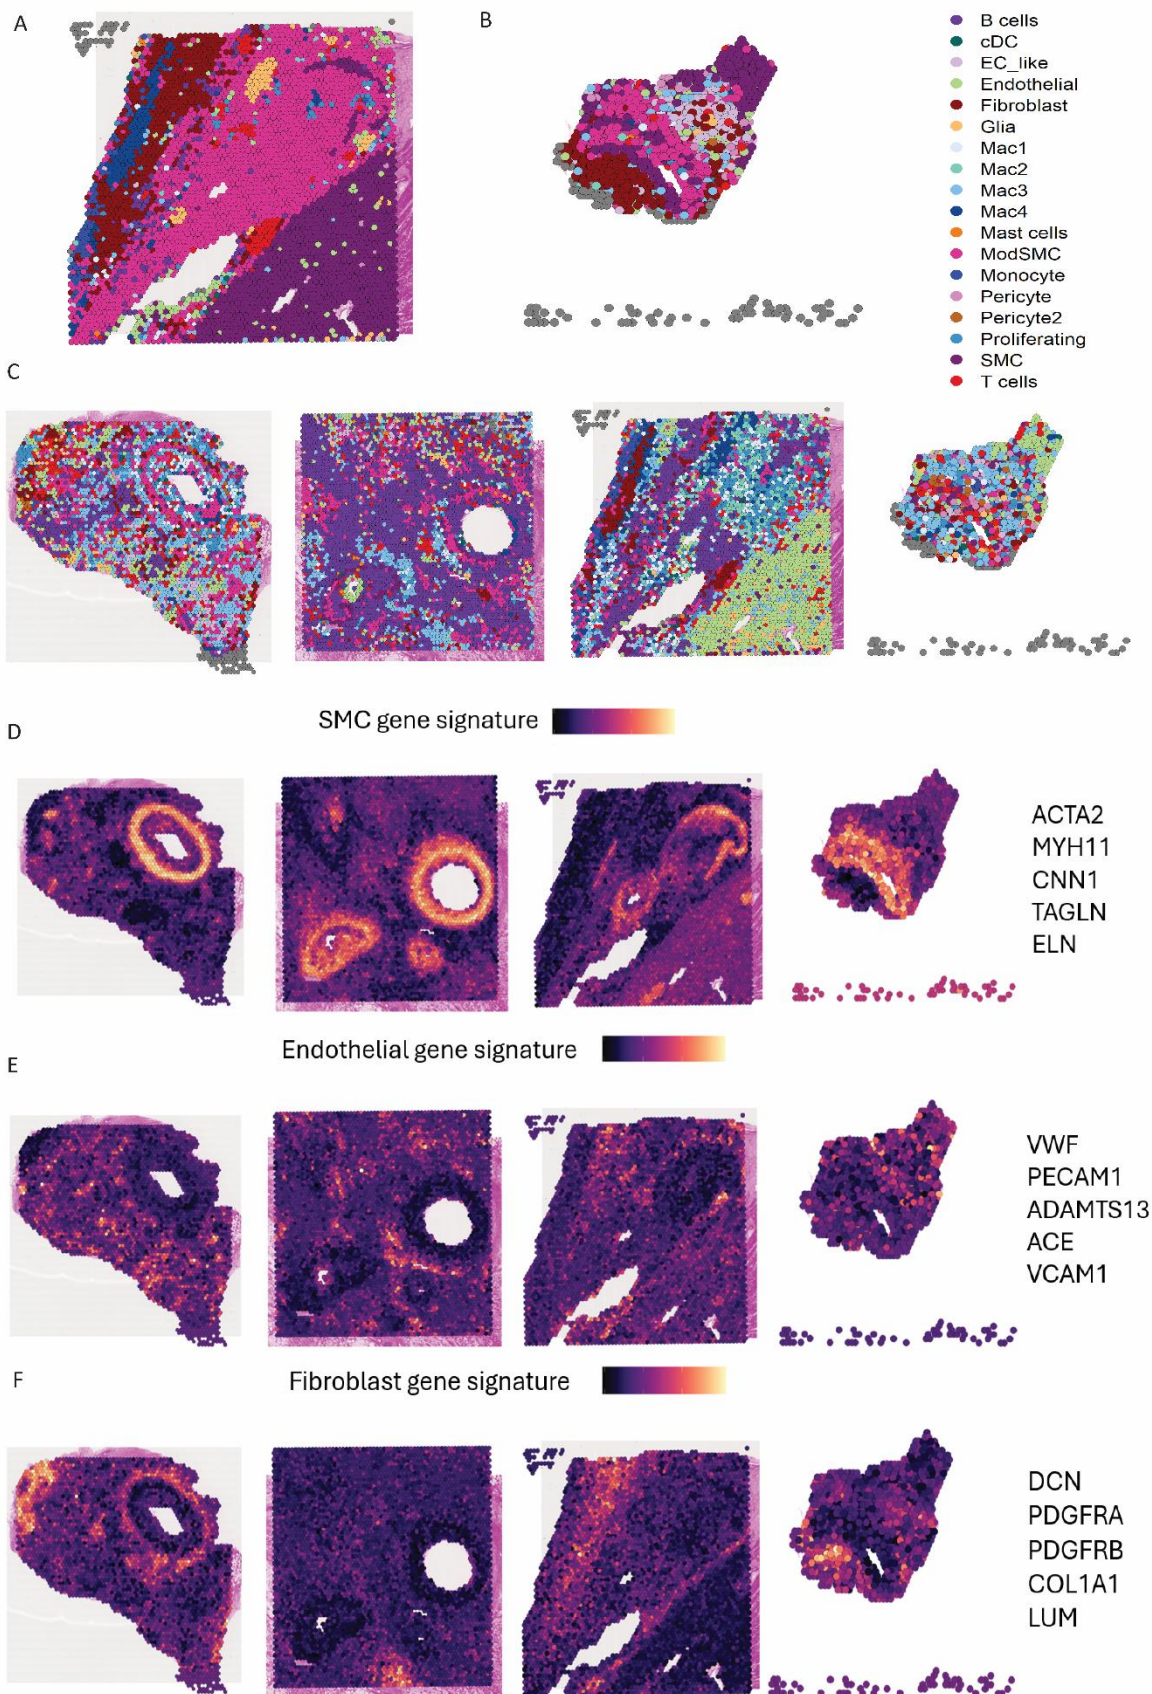 A
B
B cells
cDC
EC_like
Endothelial
Fibroblast
Glia
Mac1
Mac2
Mac3
Mac4
Mast cells
ModSMC
Monocyte
Pericyte
Pericyte2
Proliferating
SMC
T cells
C
SMC gene signature
D
ACTA2
MYH11
CNN1
TAGLN
ELN
Endothelial gene signature
E
VWF
PECAM1
ADAMTS13
ACE
VCAM1
Fibroblast gene signature
F
DCN
PDGFRA
PDGFRB
COL1A1
LUM